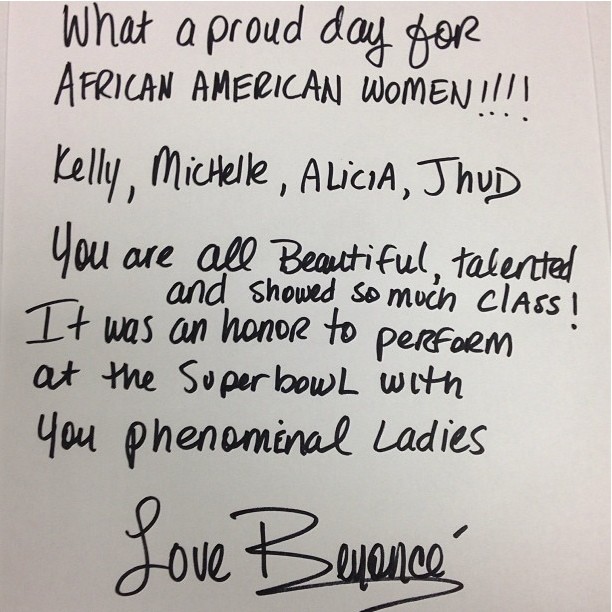 What a proud day foR
AFRICAN AMERICAN WOMEN!!!!
Kelly, MicHelle, ALiciA, JhUD
You are all Beautiful, talented
and showed so much ClAss!
It was an honoR to peRFoRM
at the SuperbowL with
you phenominal Ladies
Love Beyoncé